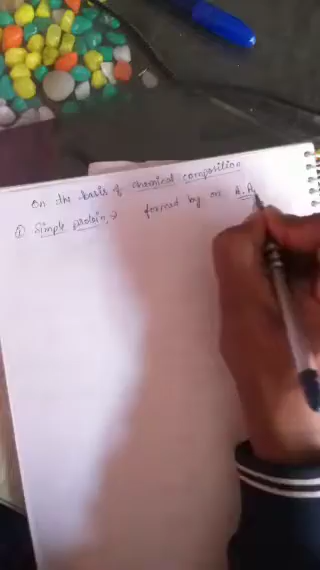 On the basis of chemical composition
① Simple protein, → formed by one A.A